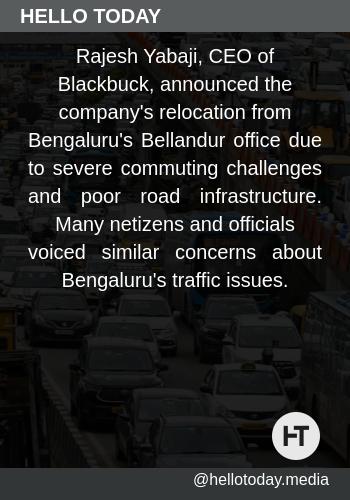 HELLO TODAY
Rajesh Yabaji, CEO of
Blackbuck, announced the
company's relocation from
Bengaluru's Bellandur office due
to severe commuting challenges
and poor road infrastructure.
Many netizens and officials
voiced similar concerns about
Bengaluru's traffic issues.
HT
@hellotoday.media